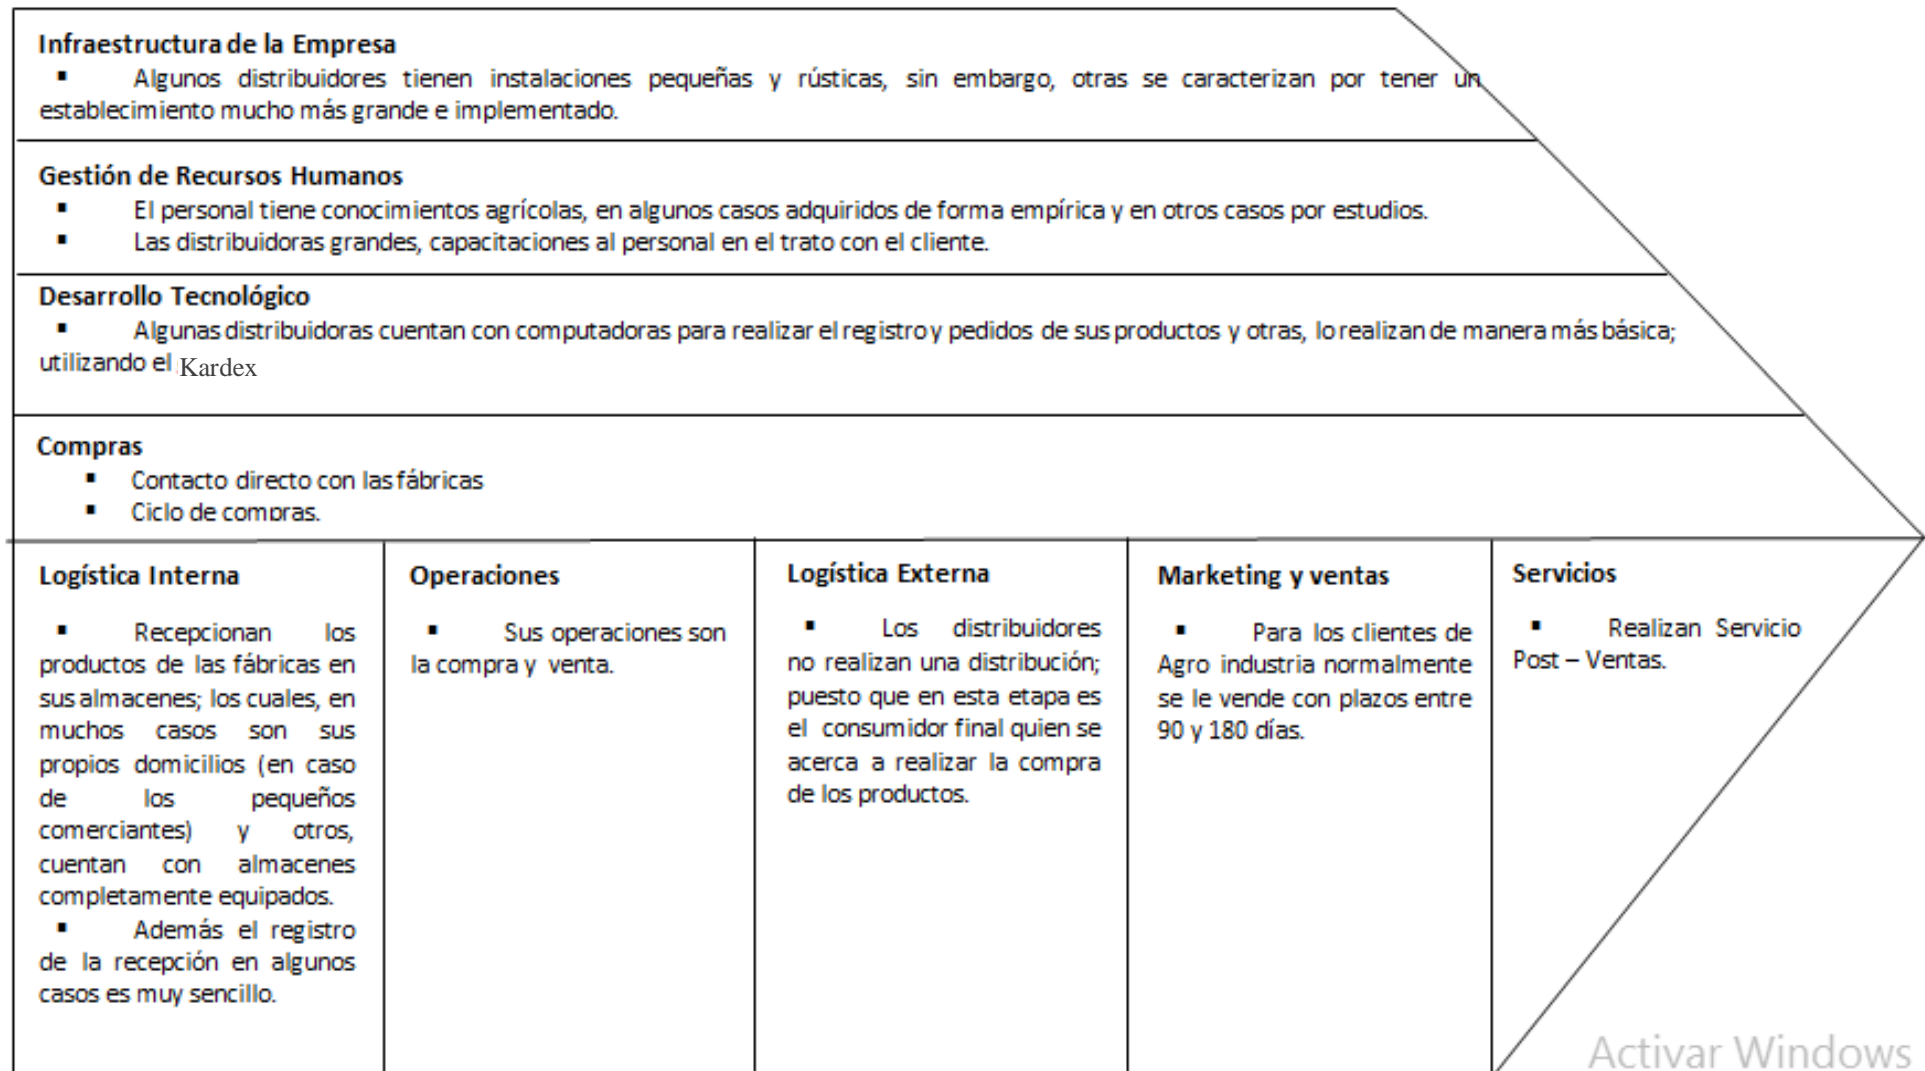 Infraestructura de la Empresa
▪ Algunos distribuidores tienen instalaciones pequeñas y rústicas, sin embargo, otras se caracterizan por tener un
establecimiento mucho más grande e implementado.
Gestión de Recursos Humanos
▪ El personal tiene conocimientos agrícolas, en algunos casos adquiridos de forma empírica y en otros casos por estudios.
▪ Las distribuidoras grandes, capacitaciones al personal en el trato con el cliente.
Desarrollo Tecnológico
▪ Algunas distribuidoras cuentan con computadoras para realizar el registro y pedidos de sus productos y otras, lo realizan de manera más básica;
utilizando el Kardex
Compras
▪ Contacto directo con las fábricas
▪ Ciclo de compras.
Logística Interna
▪ Recepcionan los
productos de las fábricas en
sus almacenes; los cuales, en
muchos casos son sus
propios domicilios (en caso
de los pequeños
comerciantes) y otros,
cuentan con almacenes
completamente equipados.
▪ Además el registro
de la recepción en algunos
casos es muy sencillo.
Operaciones
▪ Sus operaciones son
la compra y venta.
Logística Externa
▪ Los distribuidores
no realizan una distribución;
puesto que en esta etapa es
el consumidor final quien se
acerca a realizar la compra
de los productos.
Marketing y ventas
▪ Para los clientes de
Agro industria normalmente
se le vende con plazos entre
90 y 180 días.
Servicios
▪ Realizan Servicio
Post – Ventas.
Activar Windows